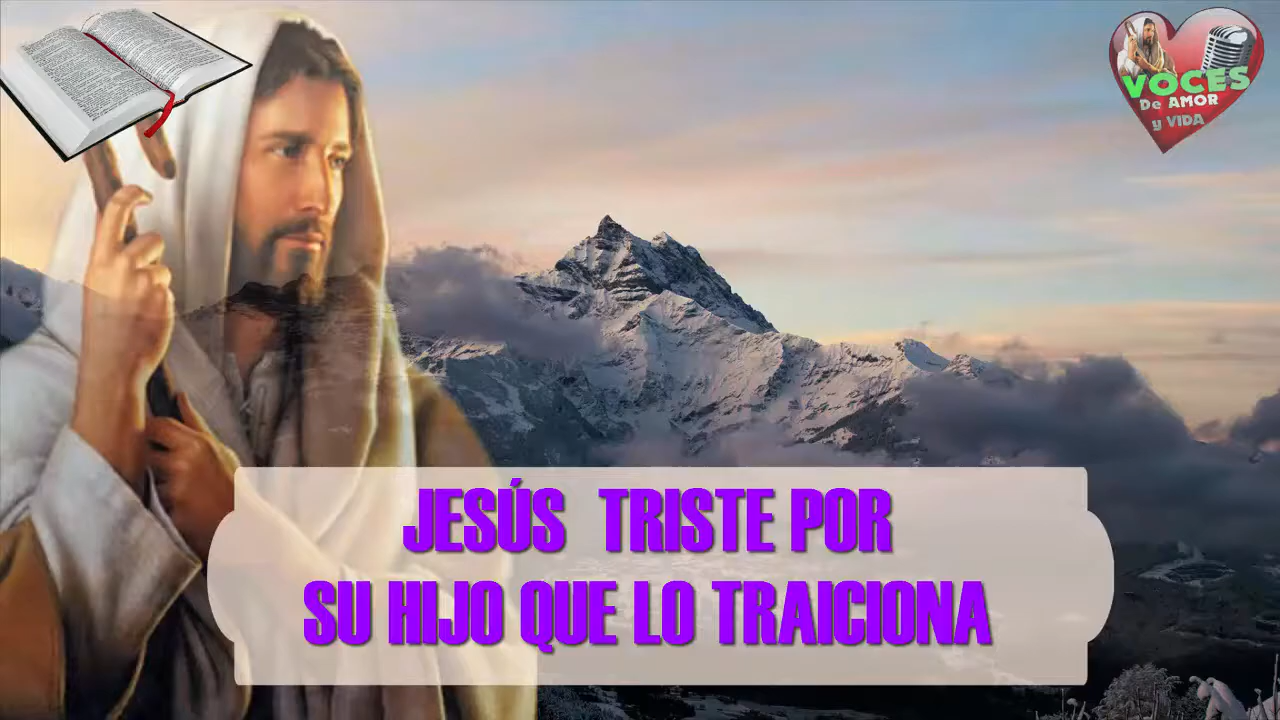 VOCES
De AMOR
y VIDA
JESÚS TRISTE POR
SU HIJO QUE LO TRAICIONA